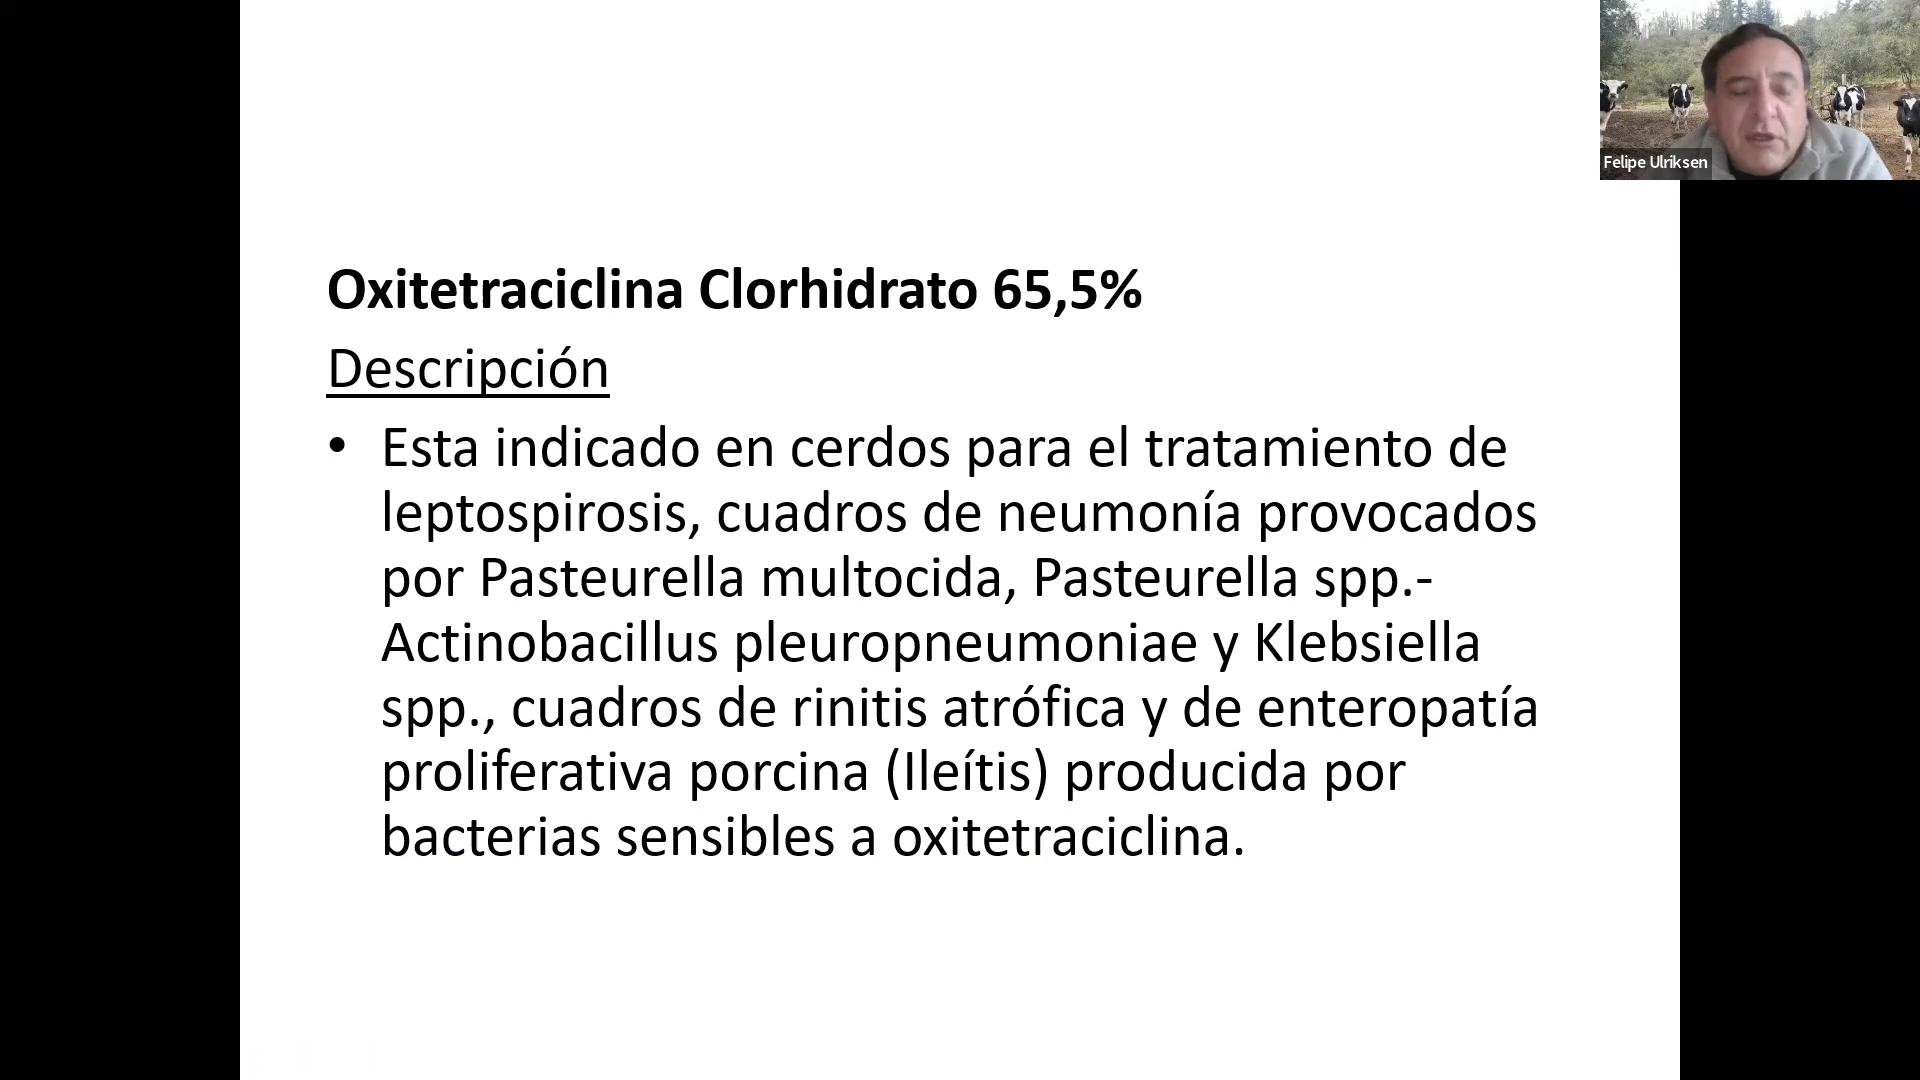 Felipe Ulriksen
Oxitetraciclina Clorhidrato 65,5%
Descripción
• Esta indicado en cerdos para el tratamiento de
leptospirosis, cuadros de neumonía provocados
por Pasteurella multocida, Pasteurella spp.-
Actinobacillus pleuropneumoniae y Klebsiella
spp., cuadros de rinitis atrófica y de enteropatía
proliferativa porcina (Ileítis) producida por
bacterias sensibles a oxitetraciclina.